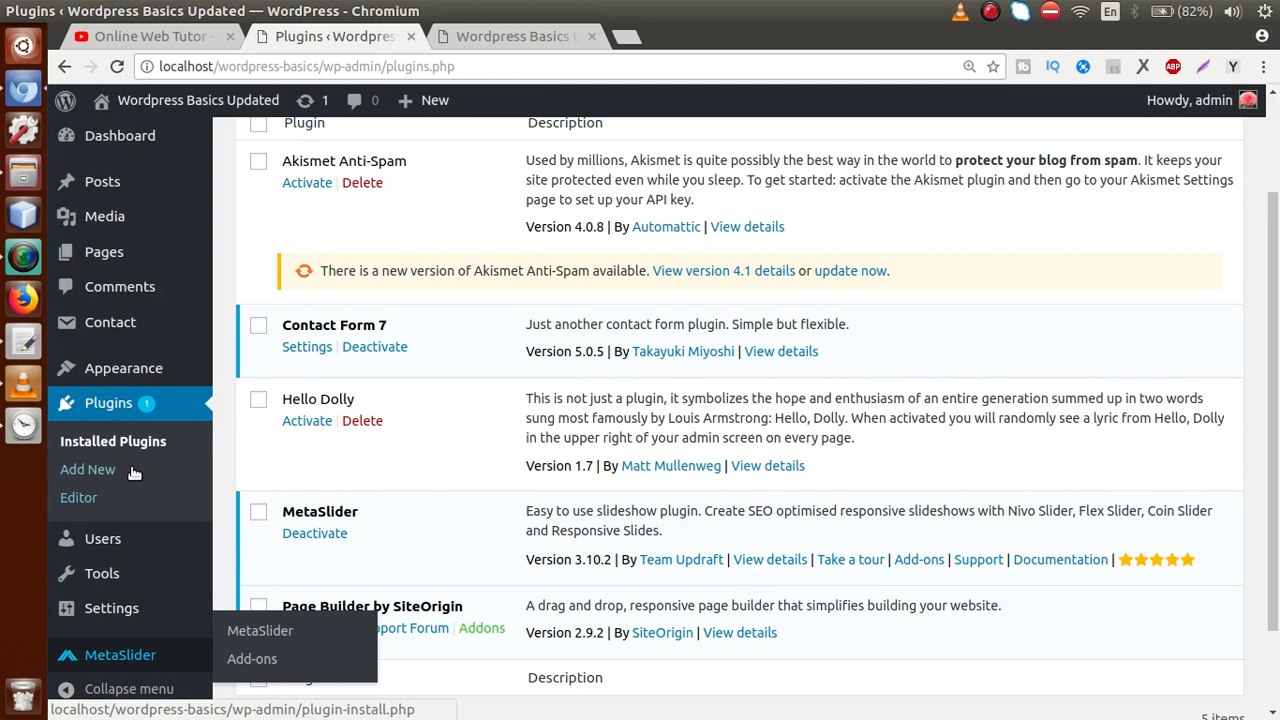 Plugins ‹ Wordpress Basics Updated — WordPress - Chromium
En
(82%)
Online Web Tutor -
Plugins ‹ Wordpres
Wordpress Basics U
localhost/wordpress-basics/wp-admin/plugins.php
IQ
ES
X
ABP
Y
Wordpress Basics Updated
1
0
New
Howdy, admin
Dashboard
Posts
Media
Pages
Comments
Contact
Appearance
Plugins 1
Installed Plugins
Add New
Editor
Users
Tools
Settings
MetaSlider
Collapse menu
MetaSlider
Add-ons
Plugin
Description
Akismet Anti-Spam
Activate | Delete
Used by millions, Akismet is quite possibly the best way in the world to protect your blog from spam. It keeps your
site protected even while you sleep. To get started: activate the Akismet plugin and then go to your Akismet Settings
page to set up your API key.
Version 4.0.8 | By Automattic | View details
There is a new version of Akismet Anti-Spam available. View version 4.1 details or update now.
Contact Form 7
Settings | Deactivate
Just another contact form plugin. Simple but flexible.
Version 5.0.5 | By Takayuki Miyoshi | View details
Hello Dolly
Activate | Delete
This is not just a plugin, it symbolizes the hope and enthusiasm of an entire generation summed up in two words
sung most famously by Louis Armstrong: Hello, Dolly. When activated you will randomly see a lyric from Hello, Dolly
in the upper right of your admin screen on every page.
Version 1.7 | By Matt Mullenweg | View details
MetaSlider
Deactivate
Easy to use slideshow plugin. Create SEO optimised responsive slideshows with Nivo Slider, Flex Slider, Coin Slider
and Responsive Slides.
Version 3.10.2 | By Team Updraft | View details | Take a tour | Add-ons | Support | Documentation |
Page Builder by SiteOrigin
pport Forum | Addons
A drag and drop, responsive page builder that simplifies building your website.
Version 2.9.2 | By SiteOrigin | View details
Description
5 items
localhost/wordpress-basics/wp-admin/plugin-install.php